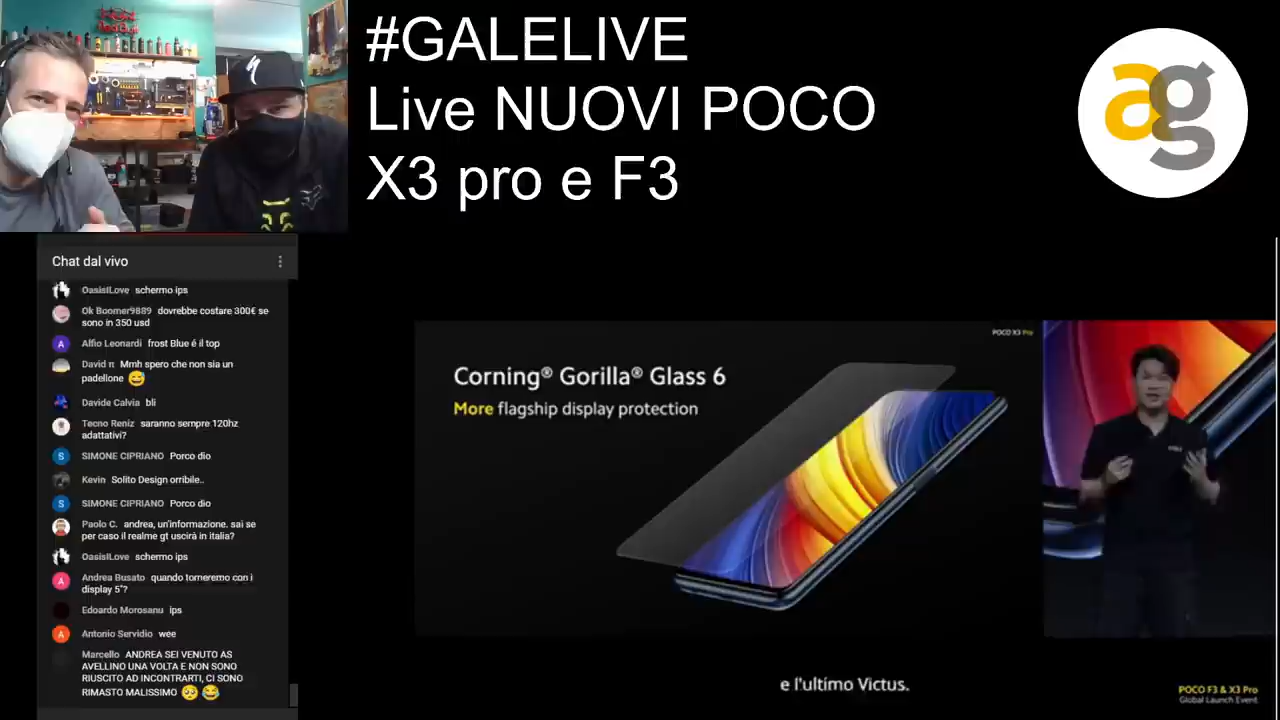 #GALELIVE
Live NUOVI POCO
X3 pro e F3
ag
Chat dal vivo
OasisILove schermo ips
Ok Boomer9889 dovrebbe costare 300€ se
sono in 350 usd
Alfio Leonardi frost Blue é il top
David n Mmh spero che non sia un
padellone
Davide Calvia bli
Tecno Reniz saranno sempre 120hz
adattativi?
SIMONE CIPRIANO Porco dio
Kevin Solito Design orribile..
SIMONE CIPRIANO Porco dio
Paolo C. andrea, un'informazione. sai se
per caso il realme gt uscirà in italia?
OasisILove schermo ips
Andrea Busato quando torneremo con i
display 5"?
Edoardo Morosanu ips
Antonio Servidio wee
Marcello ANDREA SEI VENUTO AS
AVELLINO UNA VOLTA E NON SONO
RIUSCITO AD INCONTRARTI, CI SONO
RIMASTO MALISSIMO
POCO X3 Pro
Corning® Gorilla® Glass 6
More flagship display protection
e l'ultimo Victus.
POCO F3 & X3 Pro
Global Launch Event